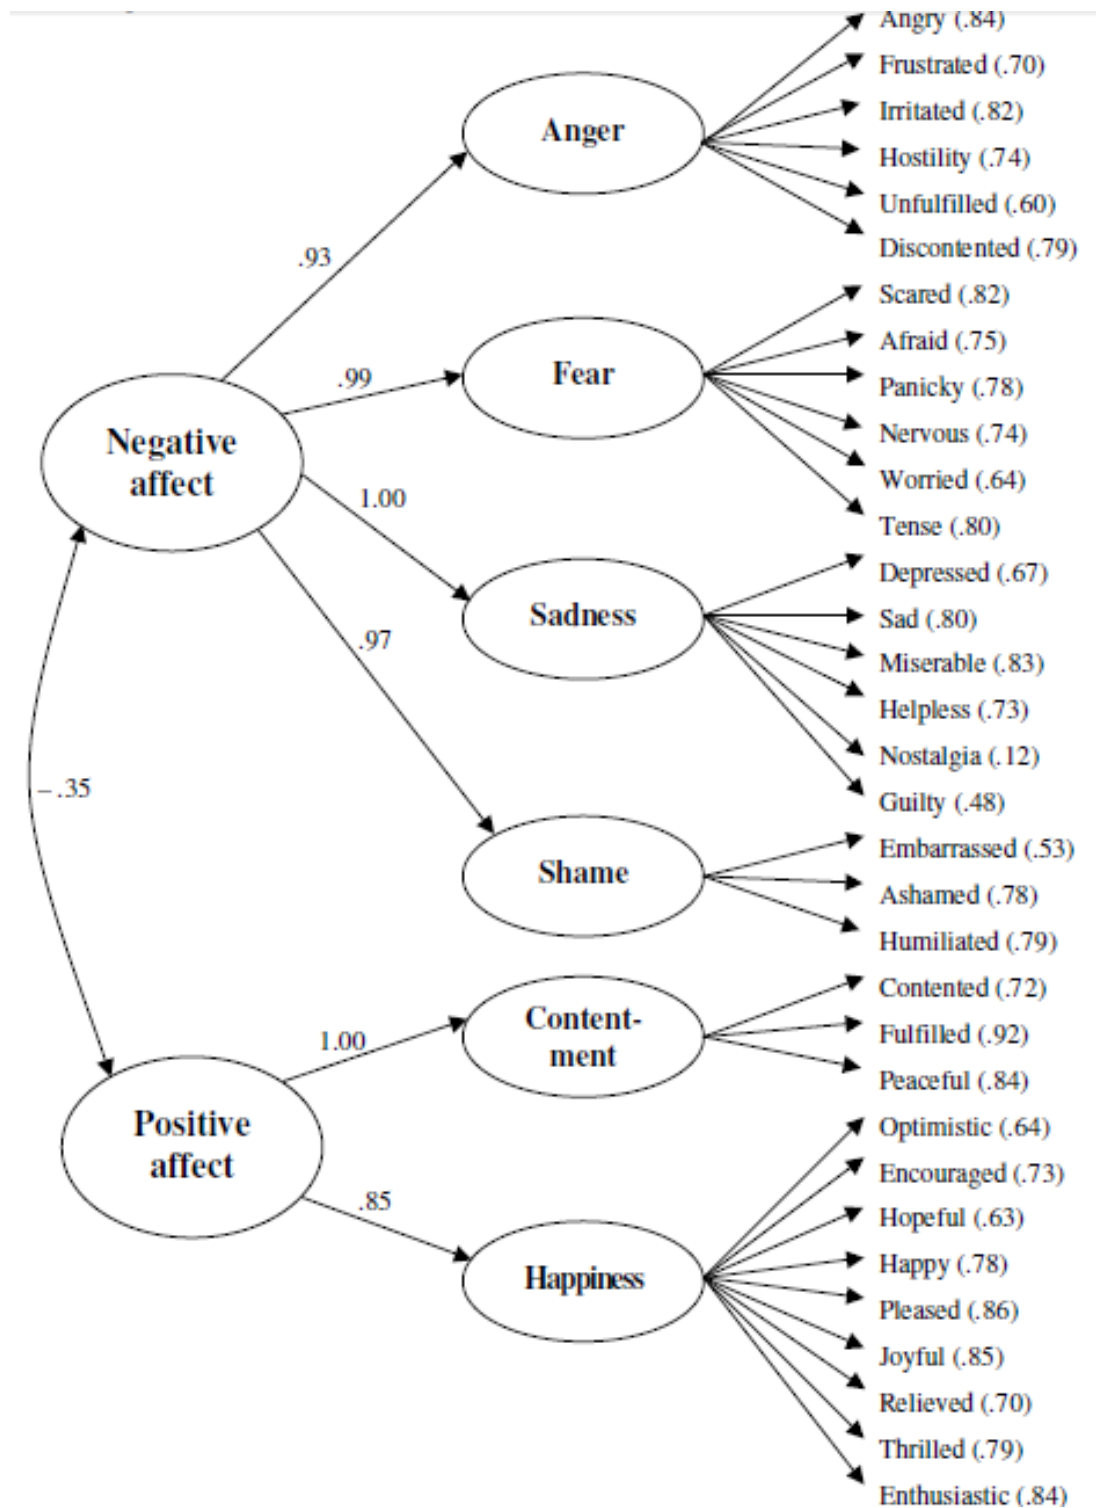 Angry (.84)
Frustrated (.70)
Irritated (.82)
Hostility (.74)
Unfulfilled (.60)
Discontented (.79)
Anger
.93
Scared (.82)
Afraid (.75)
Panicky (.78)
Nervous (.74)
Worried (.64)
Tense (.80)
Fear
.99
Negative
affect
1.00
Depressed (.67)
Sad (.80)
Miserable (.83)
Helpless (.73)
Nostalgia (.12)
Guilty (.48)
Sadness
.97
–.35
Embarrassed (.53)
Ashamed (.78)
Humiliated (.79)
Shame
Contented (.72)
Fulfilled (.92)
Peaceful (.84)
Content-
ment
1.00
Positive
affect
.85
Optimistic (.64)
Encouraged (.73)
Hopeful (.63)
Happy (.78)
Pleased (.86)
Joyful (.85)
Relieved (.70)
Thrilled (.79)
Enthusiastic (.84)
Happiness